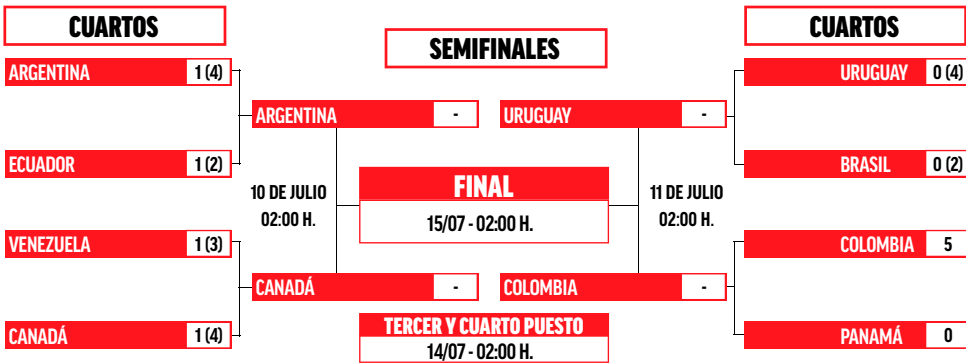 CUARTOS
SEMIFINALES
CUARTOS
ARGENTINA 1 (4)
URUGUAY 0 (4)
ARGENTINA -
URUGUAY -
ECUADOR 1 (2)
BRASIL 0 (2)
10 DE JULIO
02:00 H.
FINAL
15/07 - 02:00 H.
11 DE JULIO
02:00 H.
VENEZUELA 1 (3)
COLOMBIA 5
CANADÁ -
COLOMBIA -
CANADÁ 1 (4)
TERCER Y CUARTO PUESTO
14/07 - 02:00 H.
PANAMÁ 0